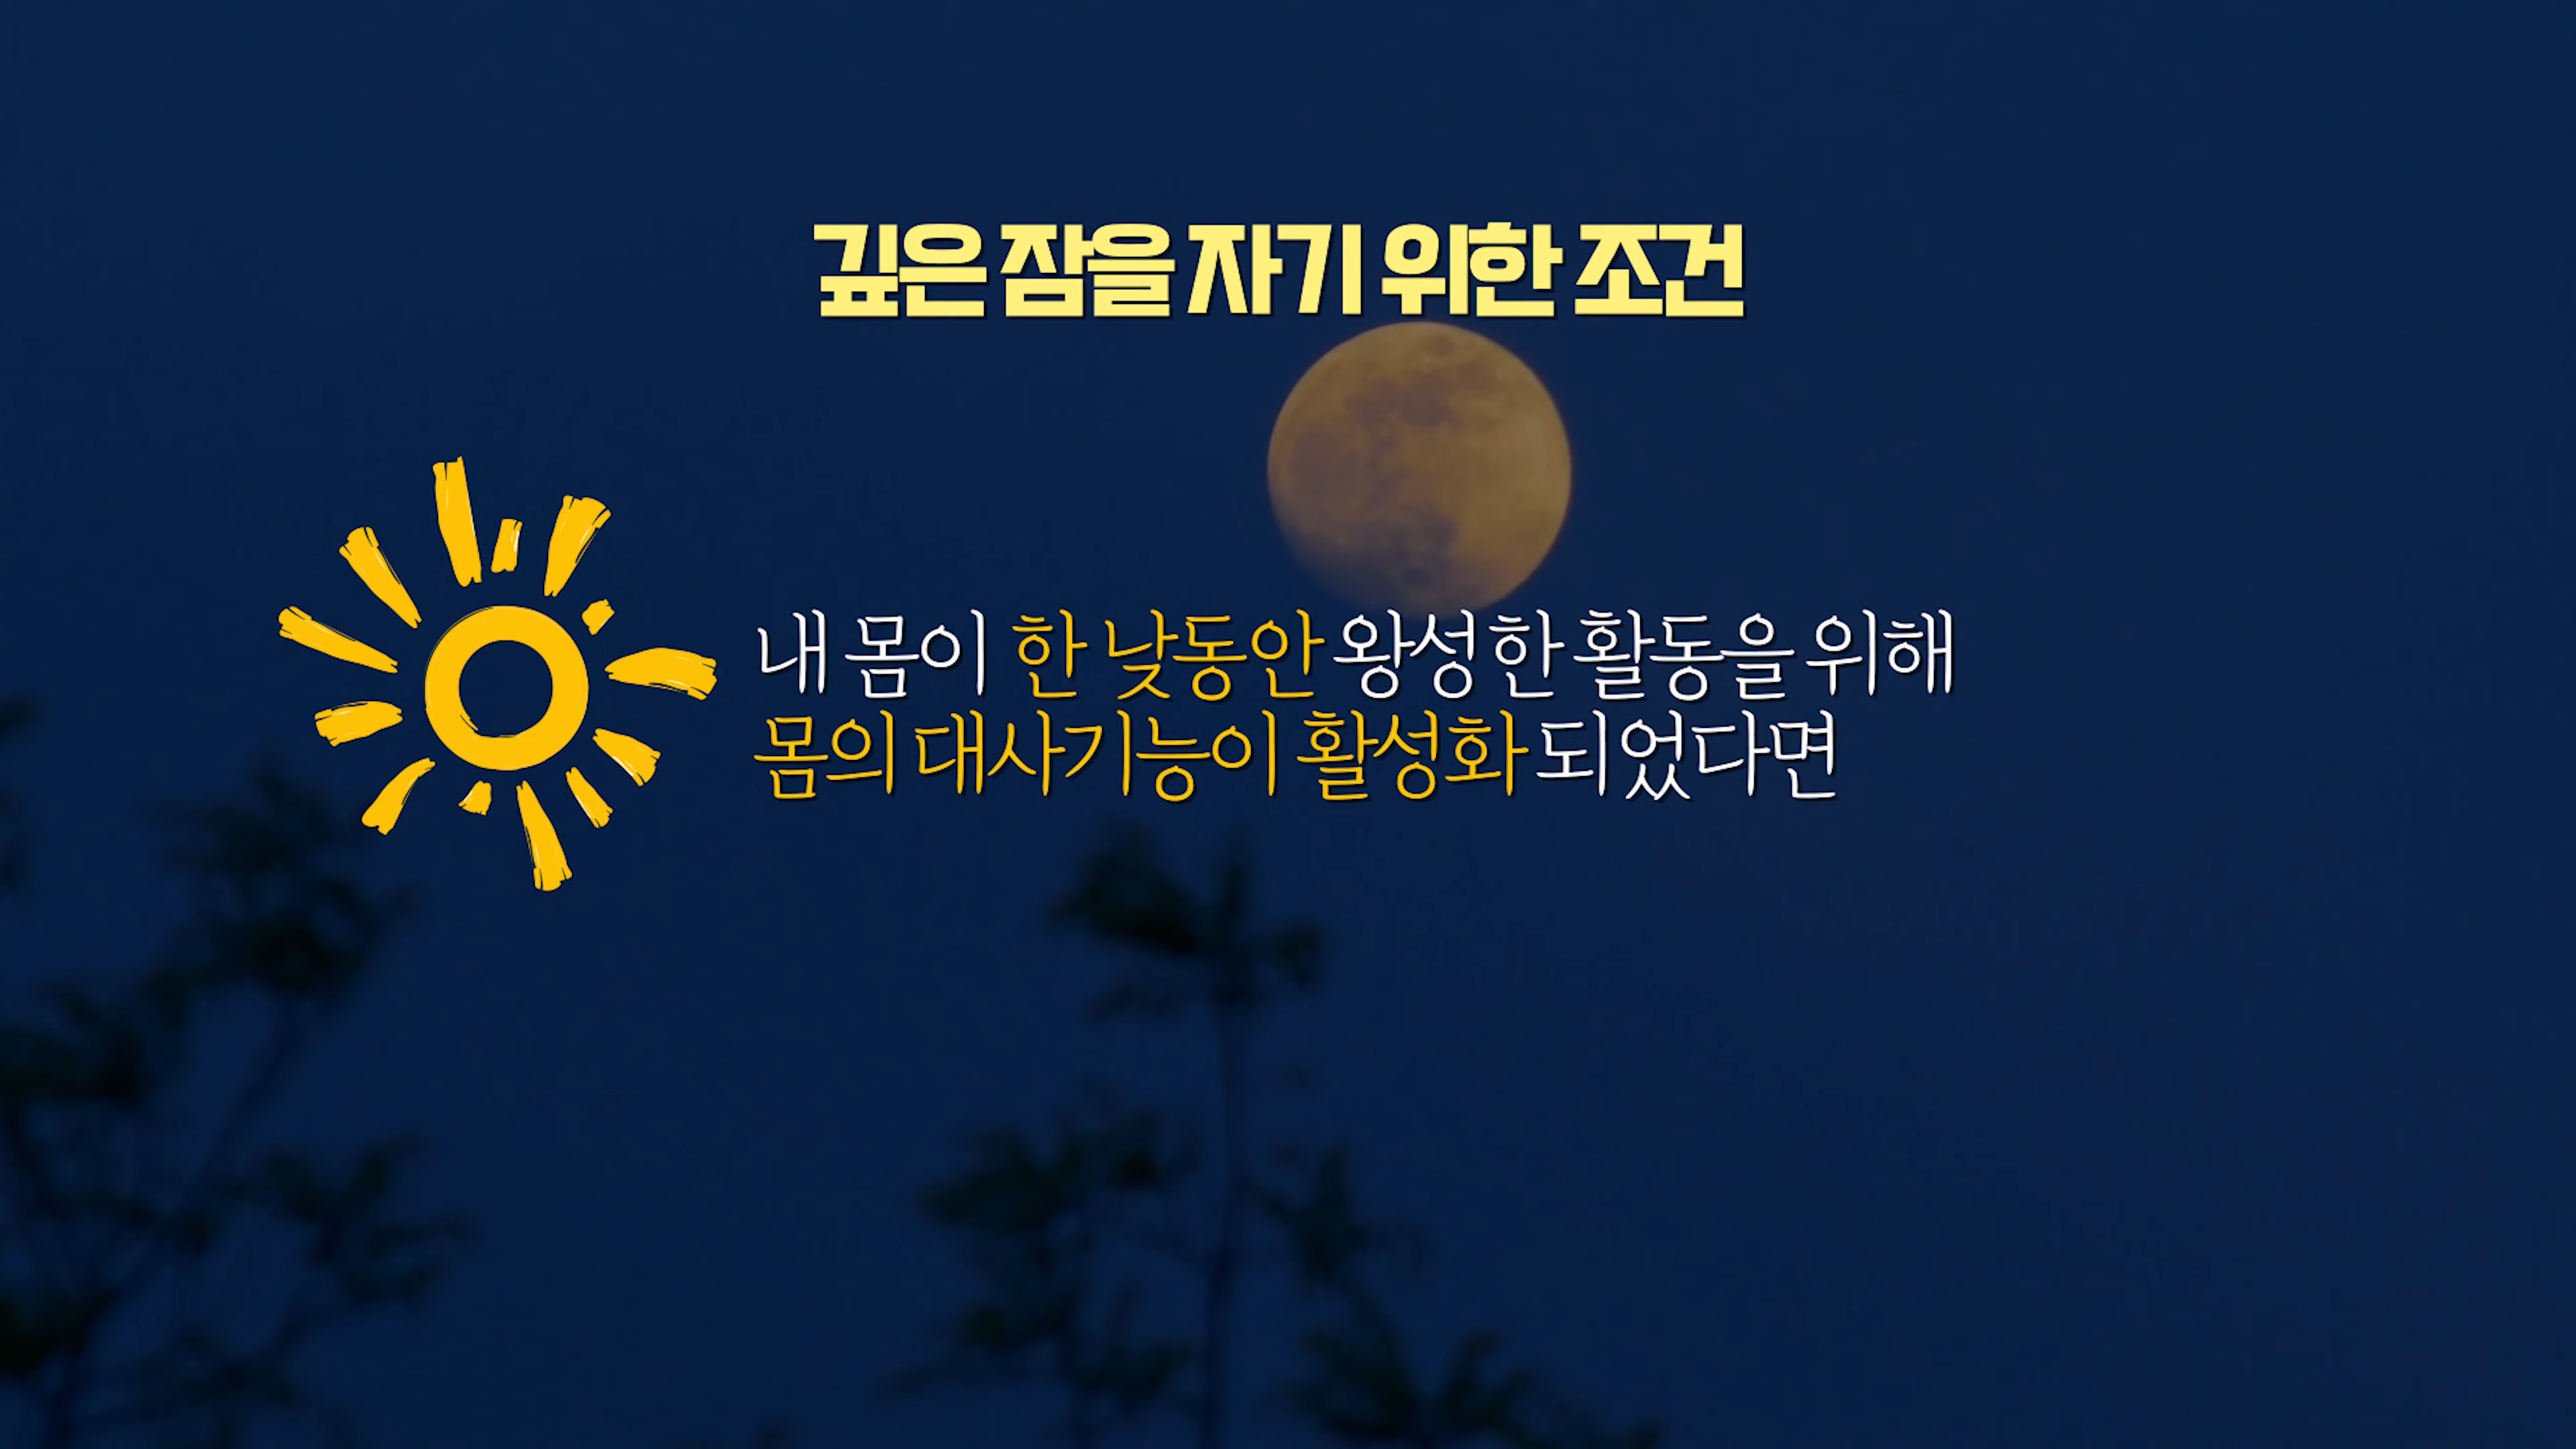 깊은 잠을 자기 위한 조건
내 몸이 한 낮동안 왕성한 활동을 위해
몸의 대사기능이 활성화 되었다면